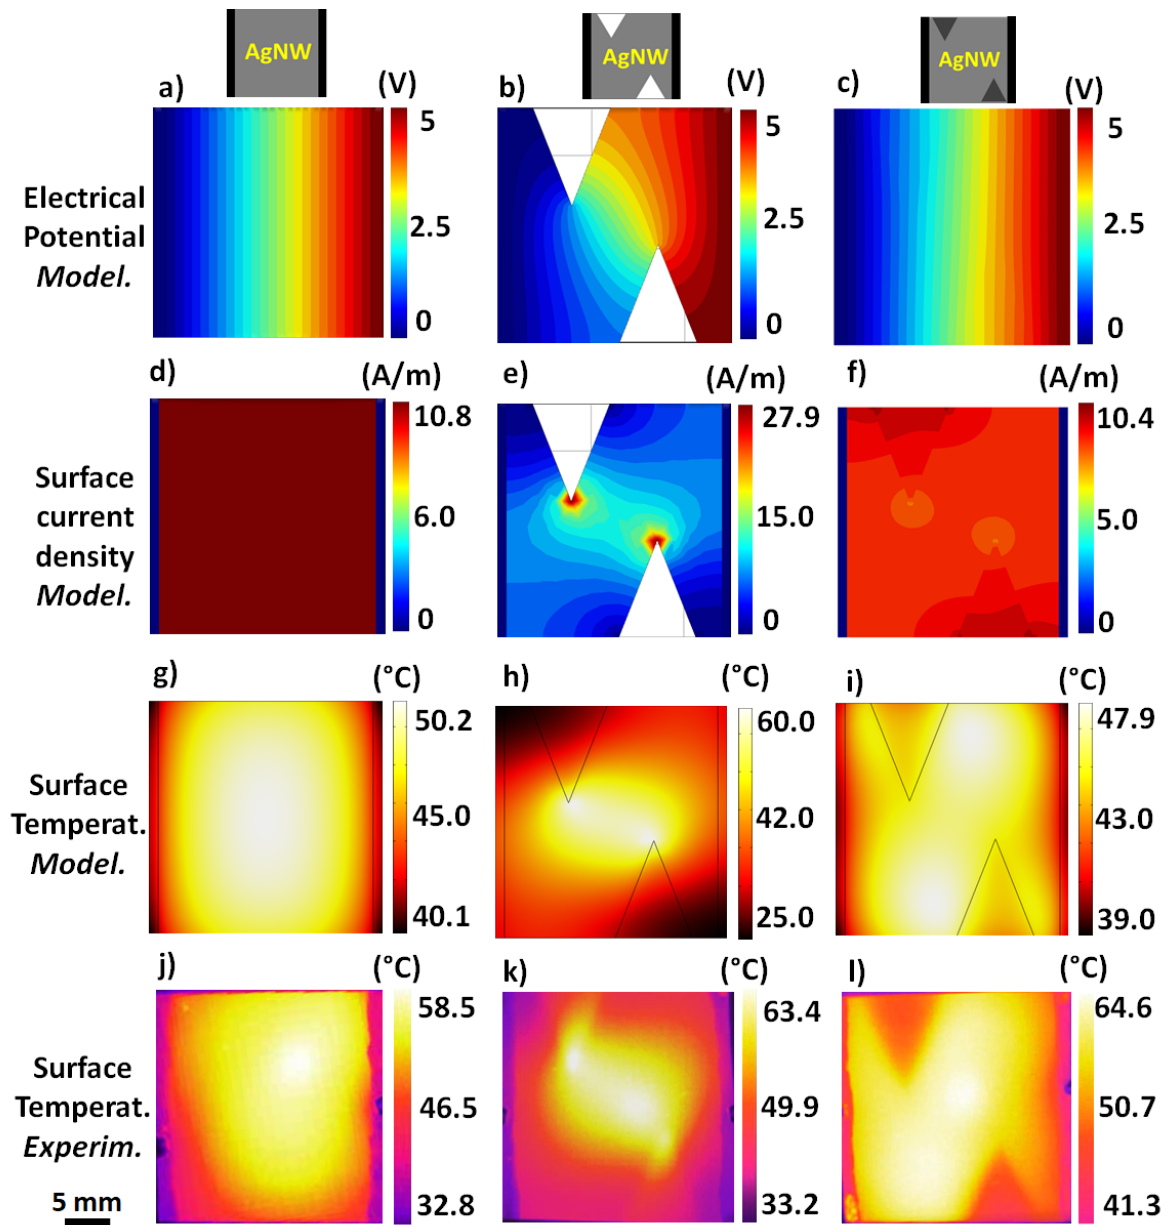 AgNW
AgNW
AgNW
a) (V)
b) (V)
c) (V)
Electrical
Potential
Model.
5
2.5
0
5
2.5
0
5
2.5
0
d) (A/m)
e) (A/m)
f) (A/m)
Surface
current
density
Model.
10.8
6.0
0
27.9
15.0
0
10.4
5.0
0
g) (°C)
h) (°C)
i) (°C)
Surface
Temperat.
Model.
50.2
45.0
40.1
60.0
42.0
25.0
47.9
43.0
39.0
j) (°C)
k) (°C)
l) (°C)
Surface
Temperat.
Experim.
58.5
46.5
32.8
63.4
49.9
33.2
64.6
50.7
41.3
5 mm